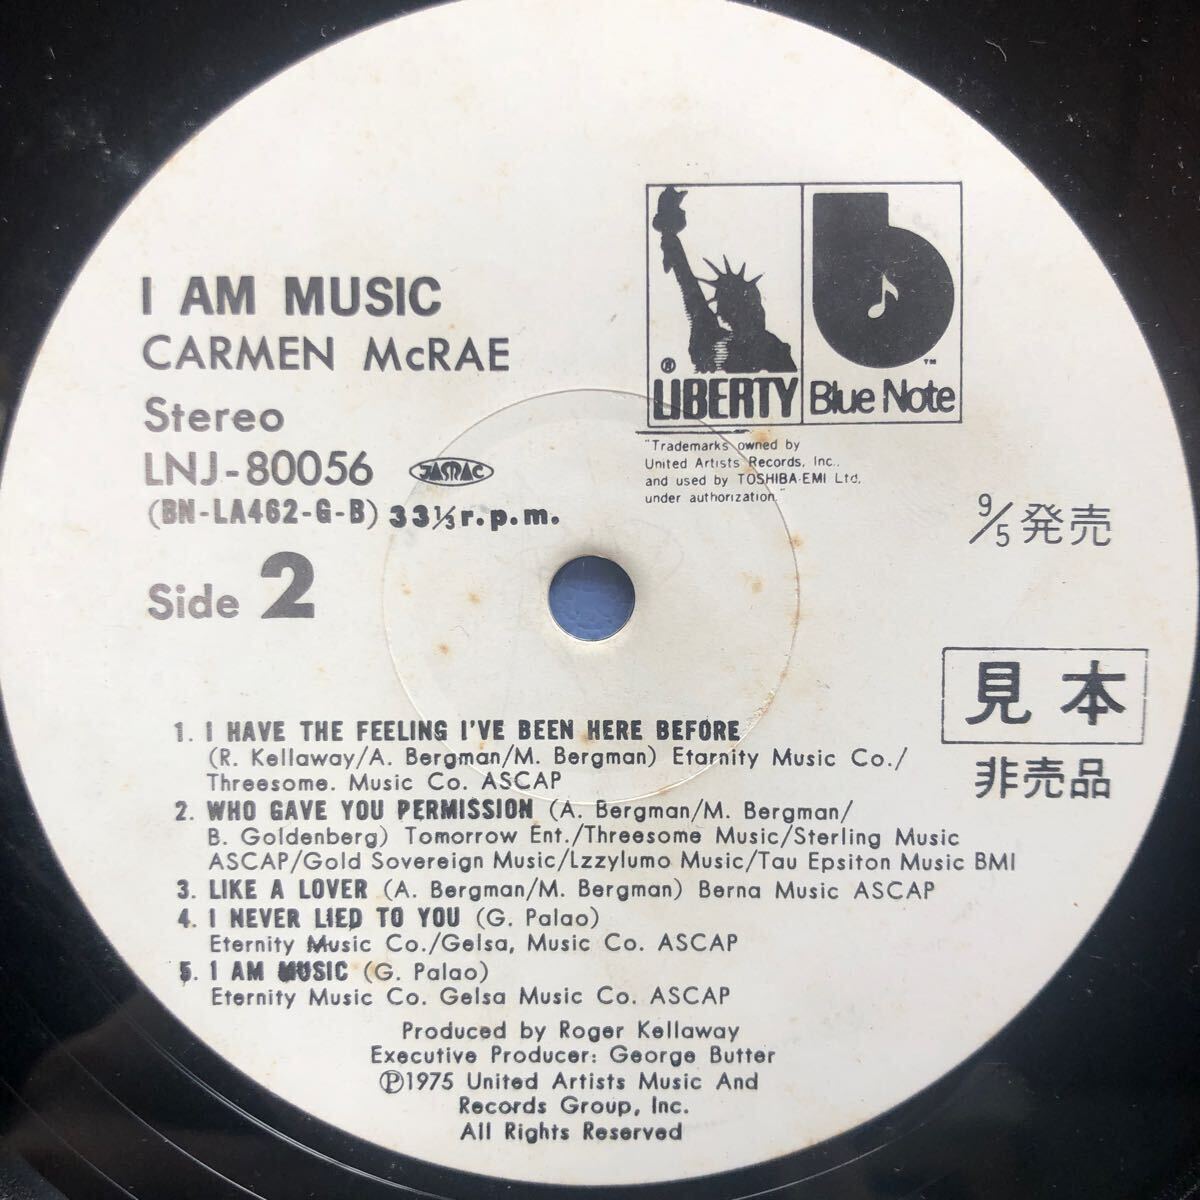 I AM MUSIC
CARMEN McRAE
Stereo
LNJ-80056 JASRAC
(BN-LA462-G-B) 33⅓ r.p.m.
Side 2
® LIBERTY
b
Blue Note ™
"Trademarks owned by
United Artists Records, Inc.,
and used by TOSHIBA-EMI Ltd.
under authorization."
9/5発売
見本
非売品
1. I HAVE THE FEELING I'VE BEEN HERE BEFORE
(R. Kellaway/A. Bergman/M. Bergman) Etarnity Music Co./
Threesome. Music Co. ASCAP
2. WHO GAVE YOU PERMISSION (A. Bergman/M. Bergman/
B. Goldenberg) Tomorrow Ent./Threesome Music/Sterling Music
ASCAP/Gold Sovereign Music/Lzzylumo Music/Tau Epsiton Music BMI
3. LIKE A LOVER (A. Bergman/M. Bergman) Berna Music ASCAP
4. I NEVER LIED TO YOU (G. Palao)
Eternity Music Co./Gelsa, Music Co. ASCAP
5. I AM MUSIC (G. Palao)
Eternity Music Co. Gelsa Music Co. ASCAP
Produced by Roger Kellaway
Executive Producer: George Butter
℗1975 United Artists Music And
Records Group, Inc.
All Rights Reserved